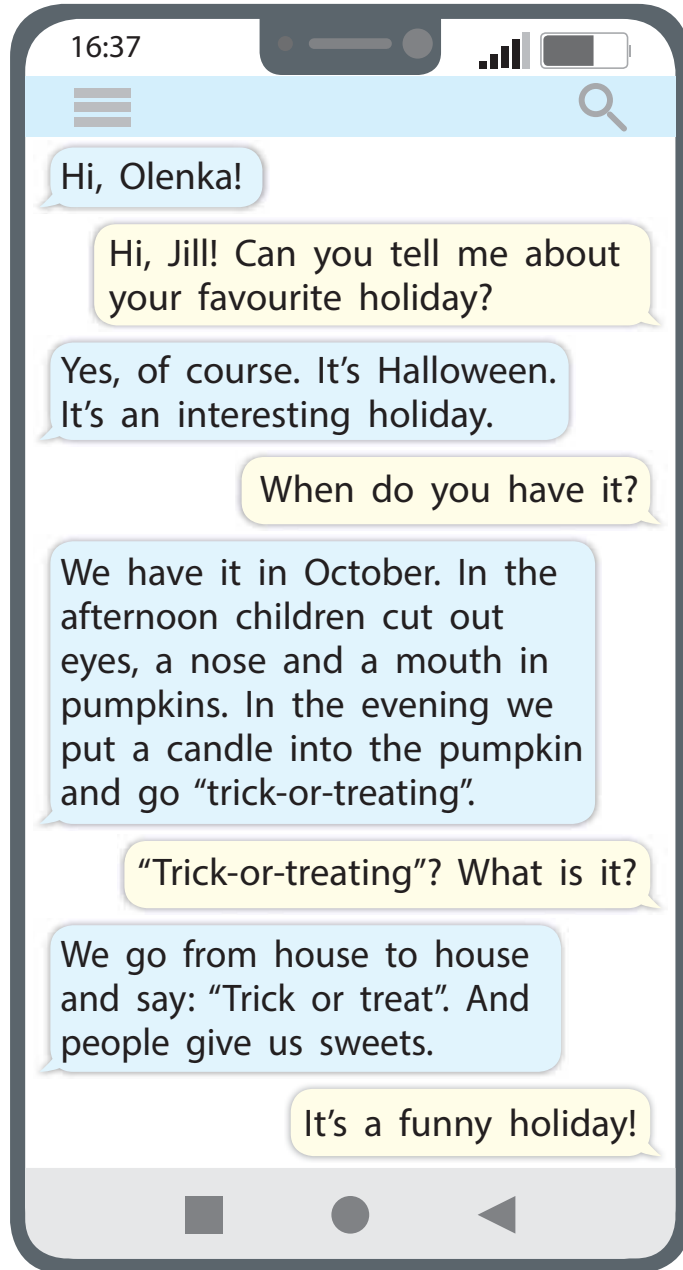 16:37
Hi, Olenka!
Hi, Jill! Can you tell me about
your favourite holiday?
Yes, of course. It’s Halloween.
It’s an interesting holiday.
When do you have it?
We have it in October. In the
afternoon children cut out
eyes, a nose and a mouth in
pumpkins. In the evening we
put a candle into the pumpkin
and go “trick-or-treating”.
“Trick-or-treating”? What is it?
We go from house to house
and say: “Trick or treat”. And
people give us sweets.
It’s a funny holiday!